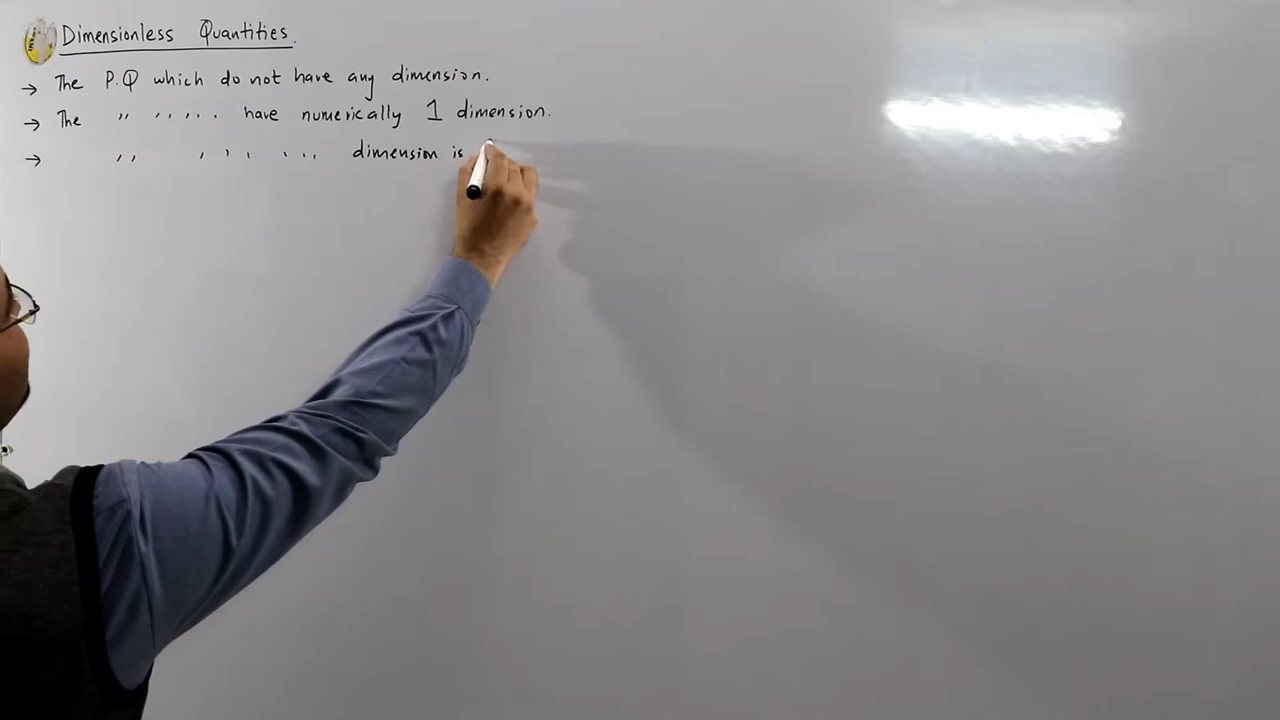 Dimensionless Quantities.
→ The P.Q which do not have any dimension.
→ The ,, ,, ,, have numerically 1 dimension.
→ ,, ,, ,, dimension is